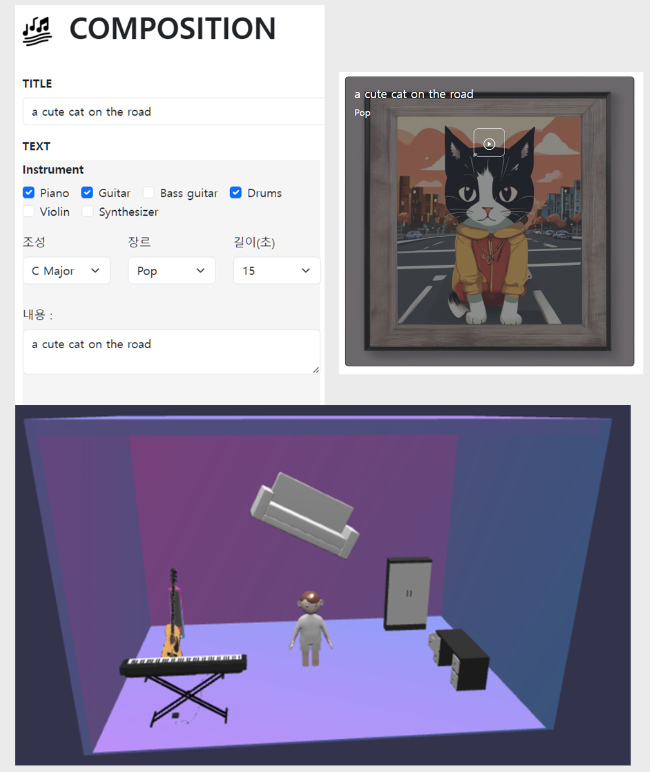 COMPOSITION
TITLE
a cute cat on the road
TEXT
Instrument
Piano Guitar Bass guitar Drums
Violin Synthesizer
조성 장르 길이(초)
C Major Pop 15
내용 :
a cute cat on the road
a cute cat on the road
Pop